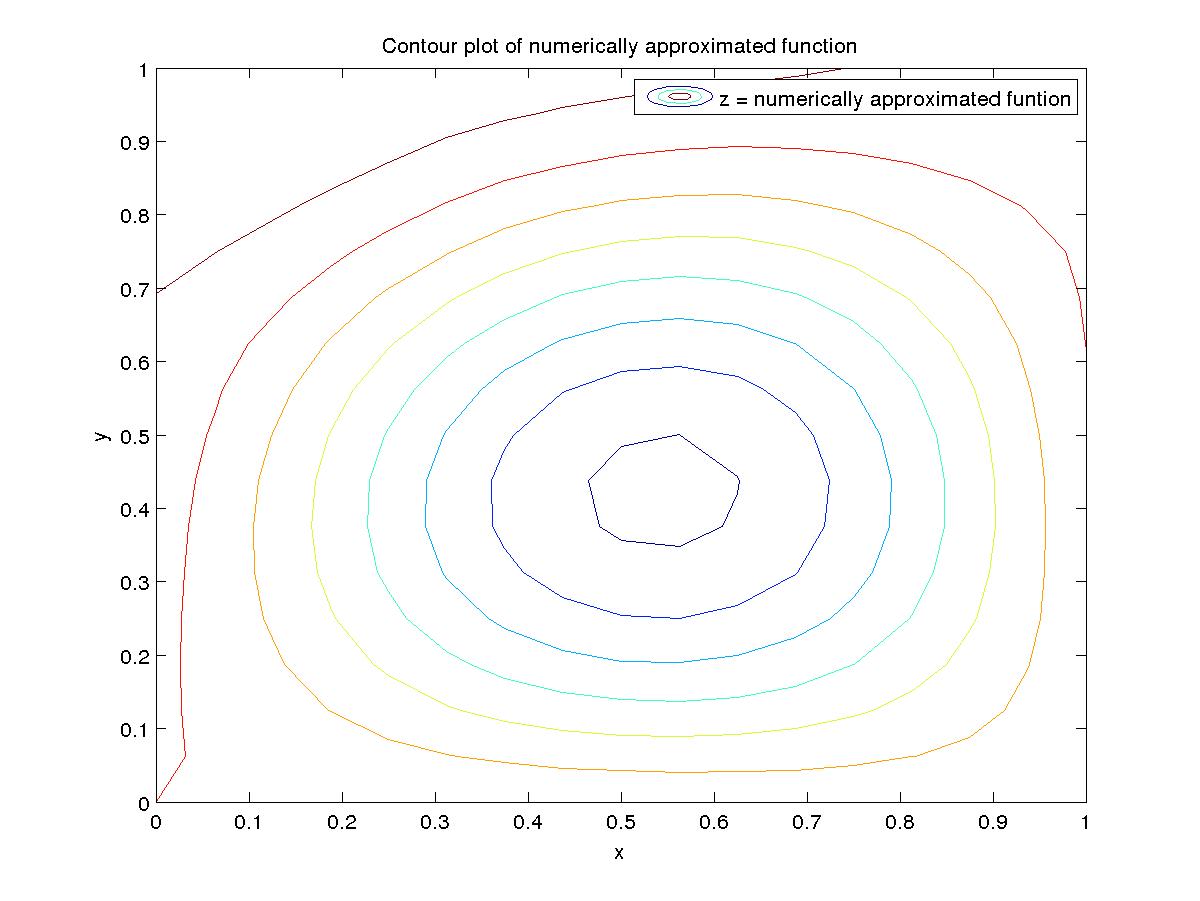 Contour plot of numerically approximated function
z = numerically approximated funtion
1
0.9
0.8
0.7
0.6
0.5
0.4
0.3
0.2
0.1
0
y
0 0.1 0.2 0.3 0.4 0.5 0.6 0.7 0.8 0.9 1
x